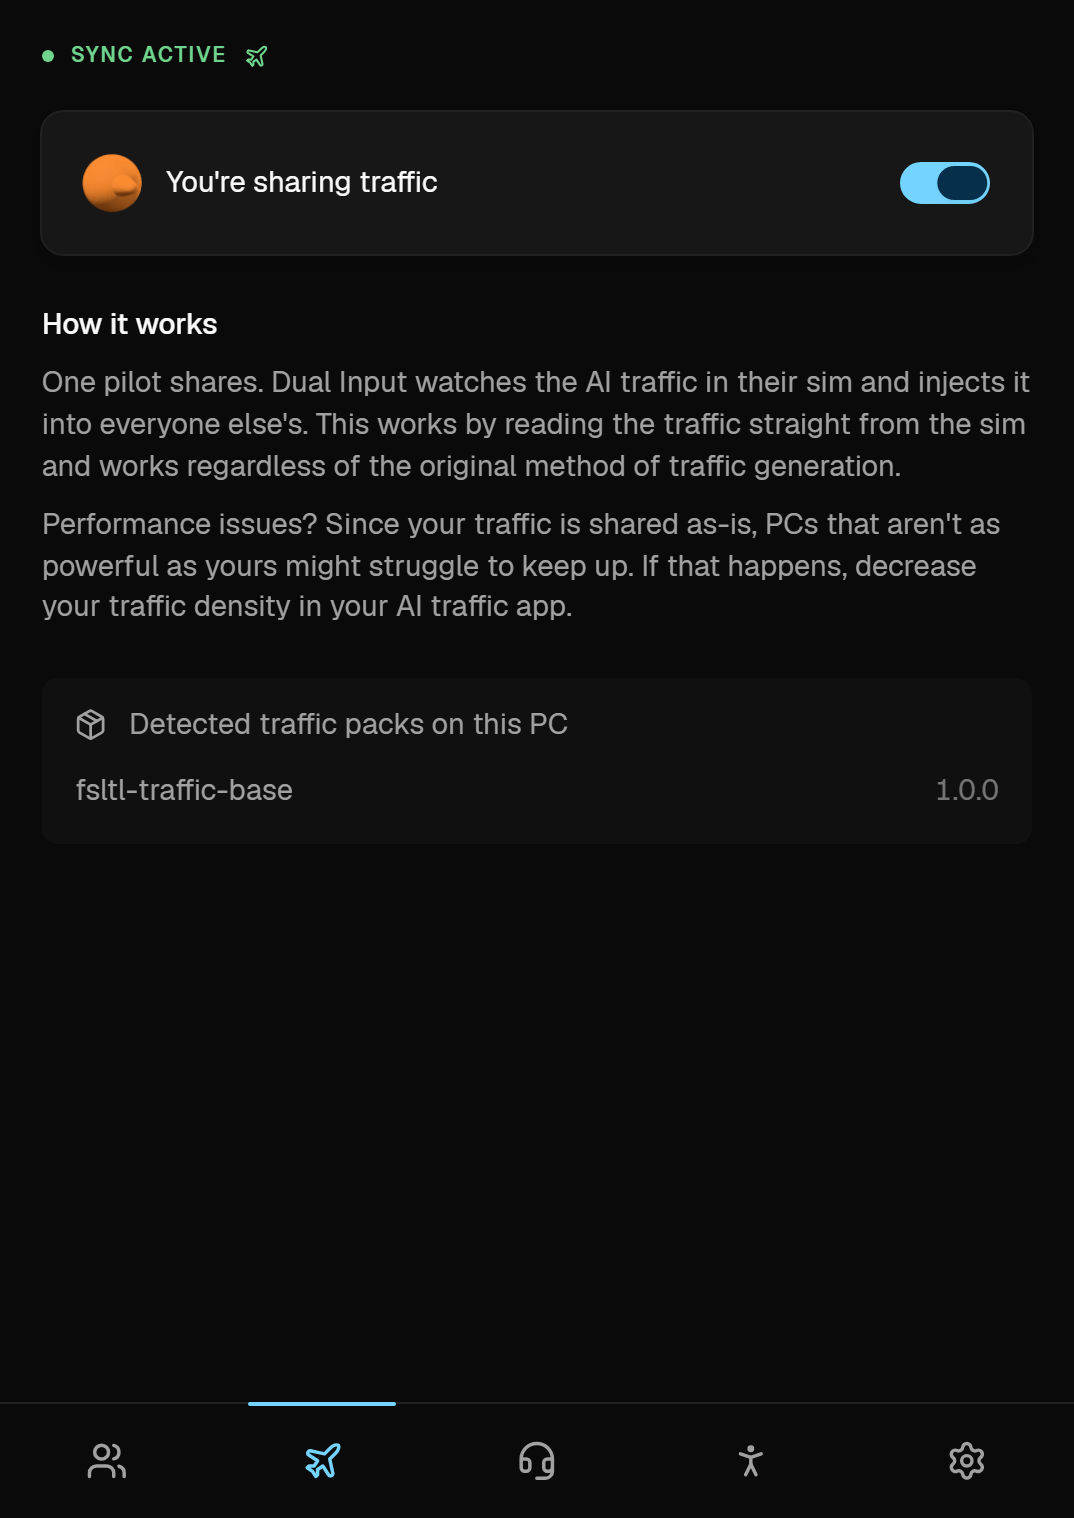 SYNC ACTIVE
You're sharing traffic
How it works
One pilot shares. Dual Input watches the AI traffic in their sim and injects it
into everyone else's. This works by reading the traffic straight from the sim
and works regardless of the original method of traffic generation.
Performance issues? Since your traffic is shared as-is, PCs that aren't as
powerful as yours might struggle to keep up. If that happens, decrease
your traffic density in your AI traffic app.
Detected traffic packs on this PC
fsltl-traffic-base 1.0.0